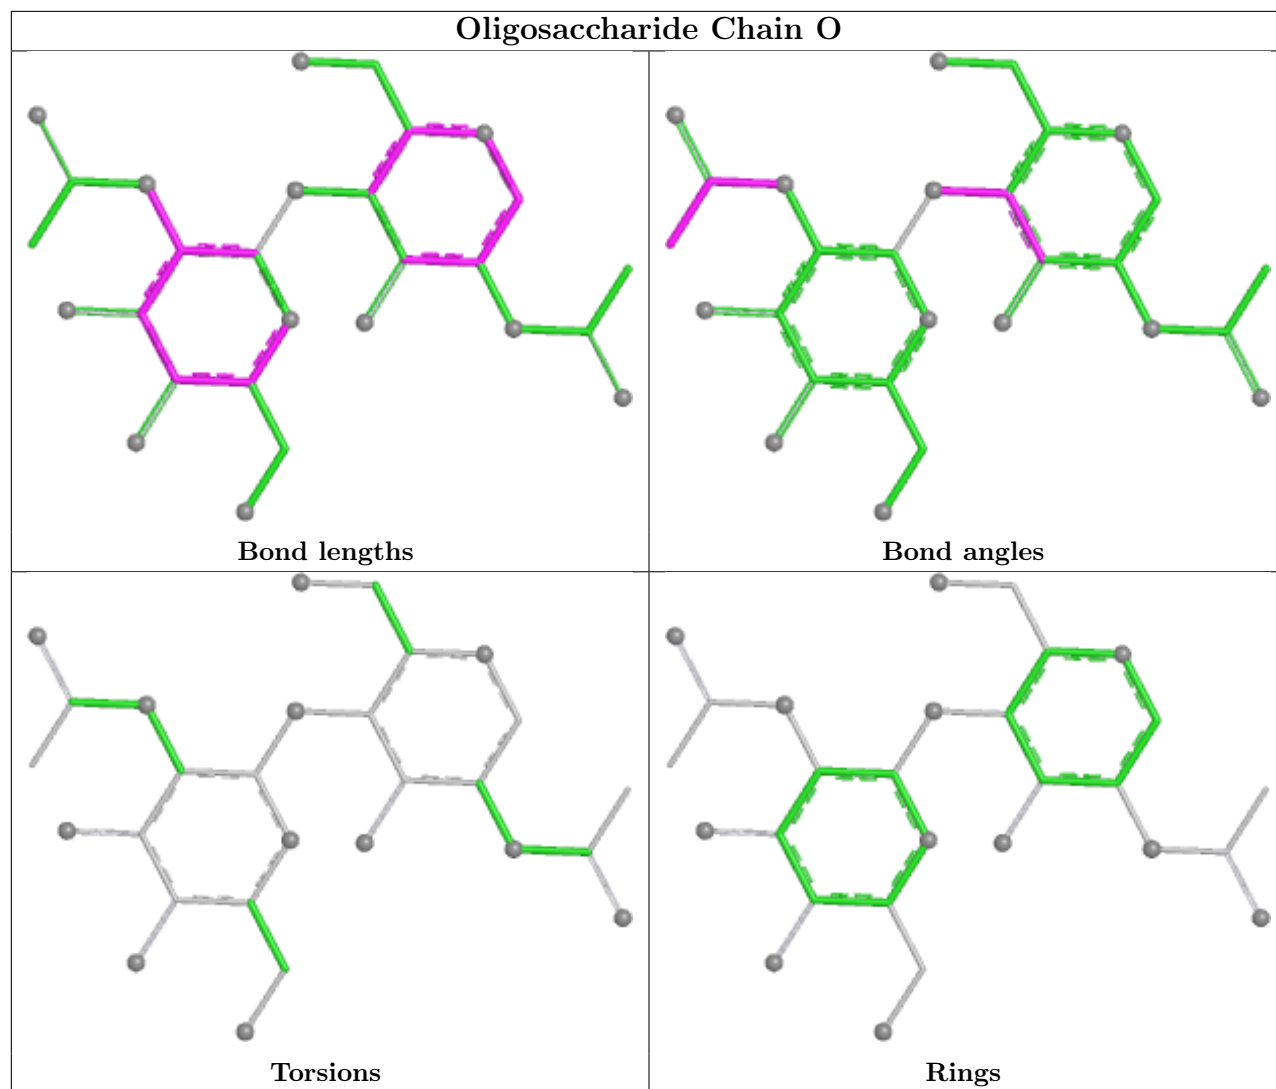 Oligosaccharide Chain O
Bond lengths
Bond angles
Torsions
Rings